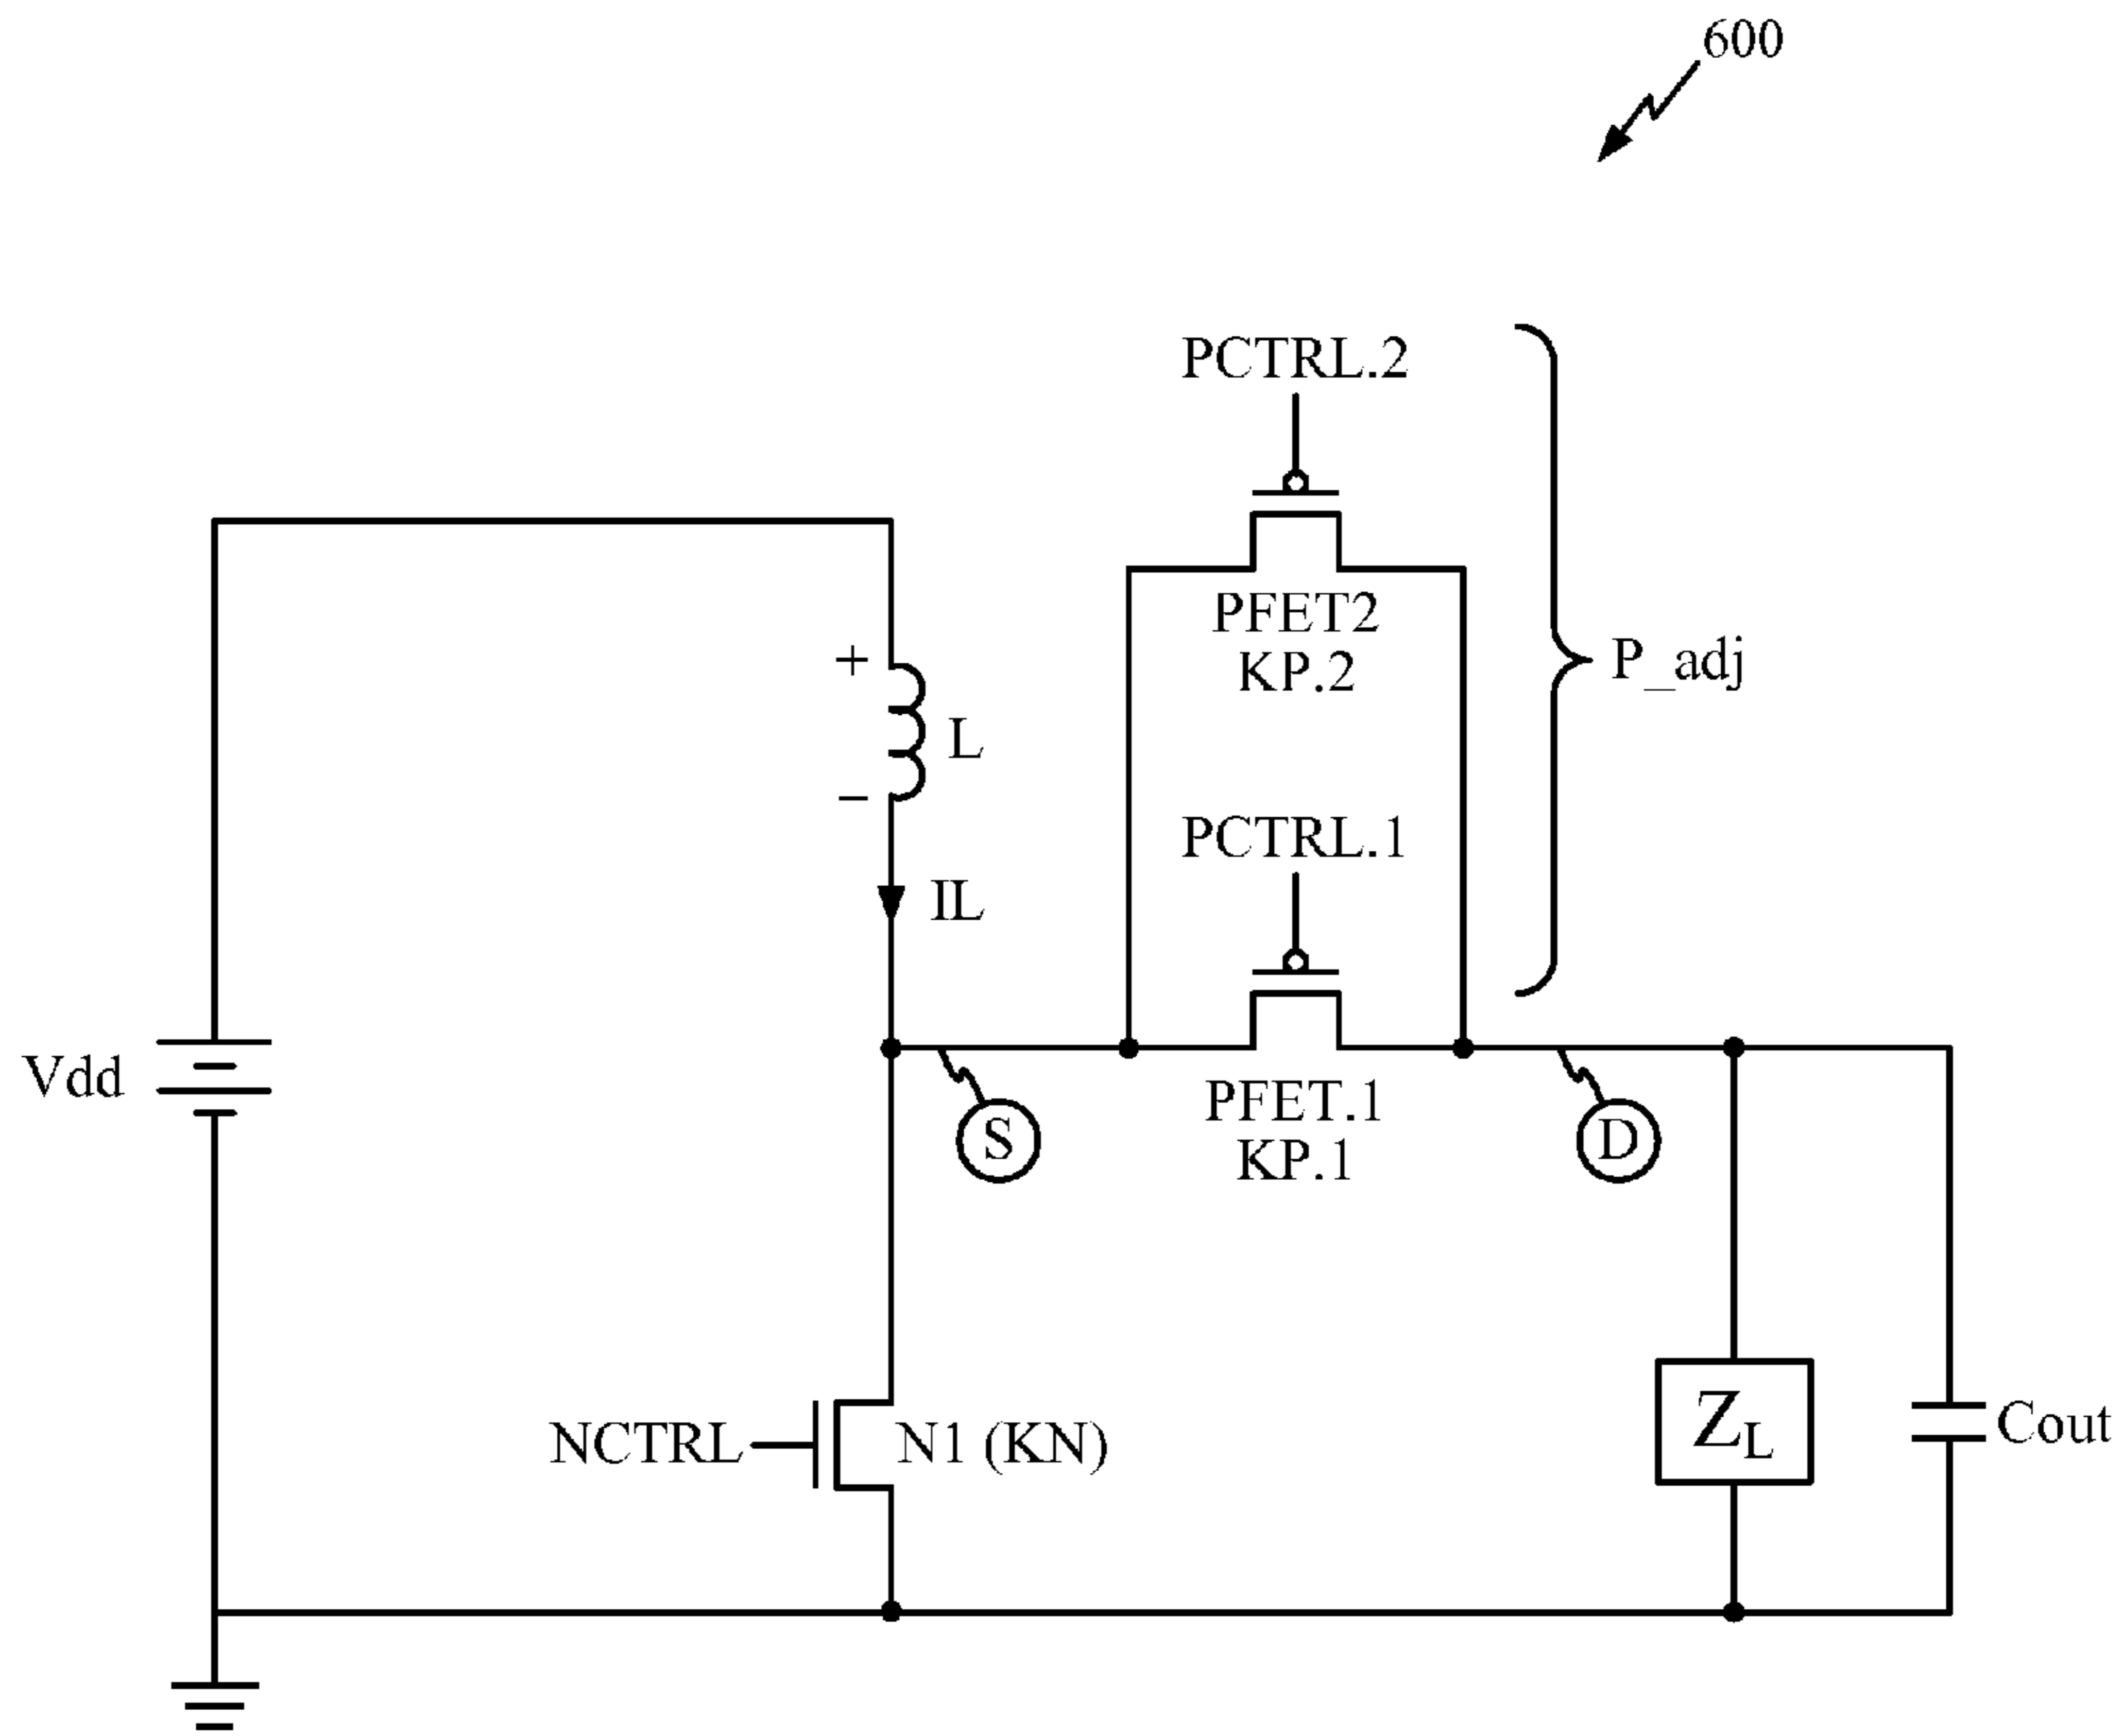 600
PCTRL.2
PFET2
KP.2
P_adj
+
L
−
PCTRL.1
IL
Vdd
S
PFET.1
KP.1
D
NCTRL
N1 (KN)
ZL
Cout